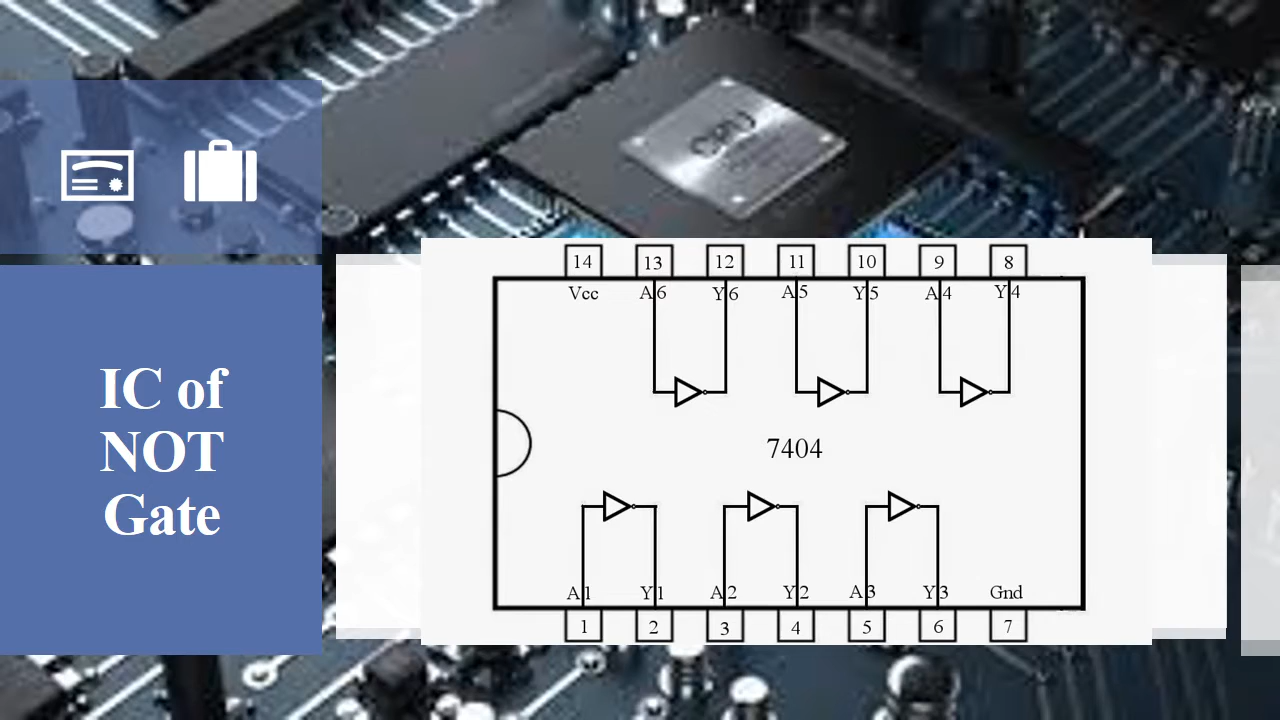 CPU
IC of
NOT
Gate
14 13 12 11 10 9 8
Vcc A6 Y6 A5 Y5 A4 Y4
7404
A1 Y1 A2 Y2 A3 Y3 Gnd
1 2 3 4 5 6 7